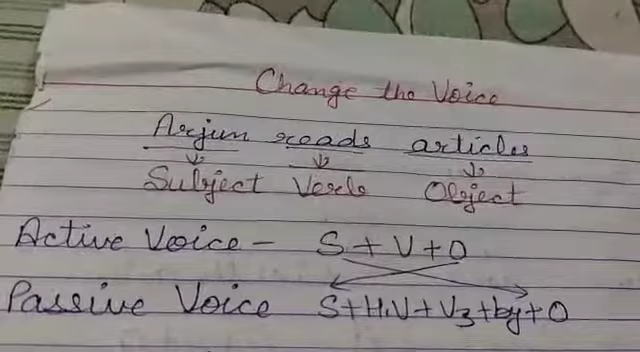 Change the Voice
Arjun reads articles
Subject Verb Object
Active Voice - S + V + O
Passive Voice S+H.V+V3+by+O